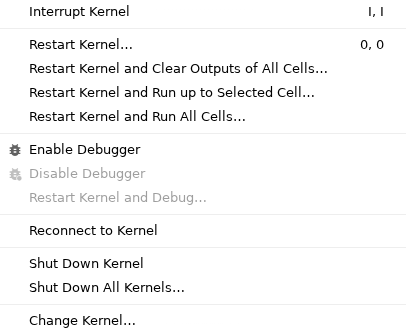 Interrupt Kernel I, I
Restart Kernel… 0, 0
Restart Kernel and Clear Outputs of All Cells…
Restart Kernel and Run up to Selected Cell…
Restart Kernel and Run All Cells…
Enable Debugger
Disable Debugger
Restart Kernel and Debug…
Reconnect to Kernel
Shut Down Kernel
Shut Down All Kernels…
Change Kernel…